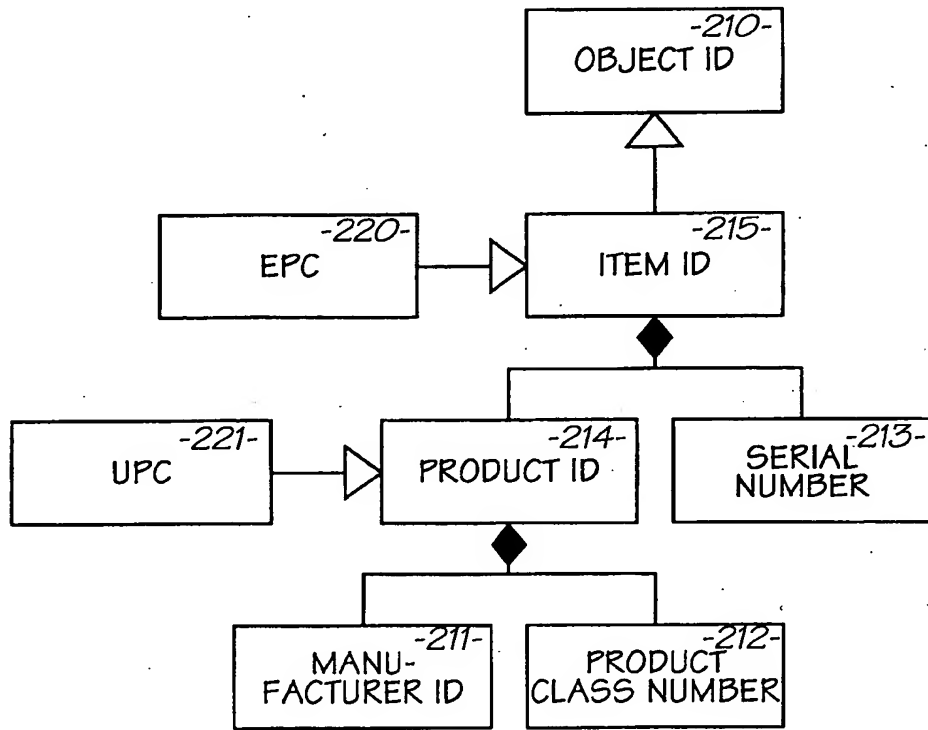 -210-
OBJECT ID
-220-
EPC
-215-
ITEM ID
-221-
UPC
-214-
PRODUCT ID
-213-
SERIAL
NUMBER
-211-
MANU-
FACTURER ID
-212-
PRODUCT
CLASS NUMBER